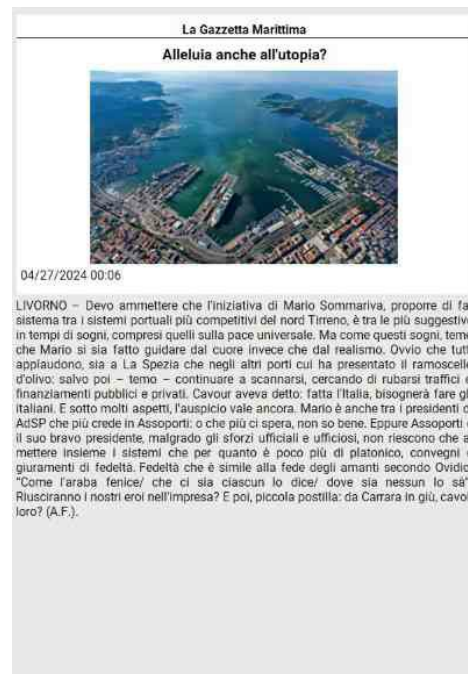 La Gazzetta Marittima
Alleluia anche all'utopia?
04/27/2024 00:06
LIVORNO – Devo ammettere che l'iniziativa di Mario Sommariva, proporre di fa
sistema tra i sistemi portuali più competitivi del nord Tirreno, è tra le più suggestive
in tempi di sogni, compresi quelli sulla pace universale. Ma come questi sogni, temo
che Mario si sia fatto guidare dal cuore invece che dal realismo. Ovvio che tutt
applaudono, sia a La Spezia che negli altri porti cui ha presentato il ramoscelle
d'olivo: salvo poi – temo – continuare a scannarsi, cercando di rubarsi traffici e
finanziamenti pubblici e privati. Cavour aveva detto: fatta l'Italia, bisognerà fare gl
italiani. E sotto molti aspetti, l'auspicio vale ancora. Mario è anche tra i presidenti d
AdSP che più crede in Assoporti: o che più ci spera, non so bene. Eppure Assoporti e
il suo bravo presidente, malgrado gli sforzi ufficiali e ufficiosi, non riescono che a
mettere insieme i sistemi che per quanto è poco più di platonico, convegni e
giuramenti di fedeltà. Fedeltà che è simile alla fede degli amanti secondo Ovidio
"Come l'araba fenice/ che ci sia ciascun lo dice/ dove sia nessun lo sà"
Riusciranno i nostri eroi nell'impresa? E poi, piccola postilla: da Carrara in giù, cavol
loro? (A.F.).